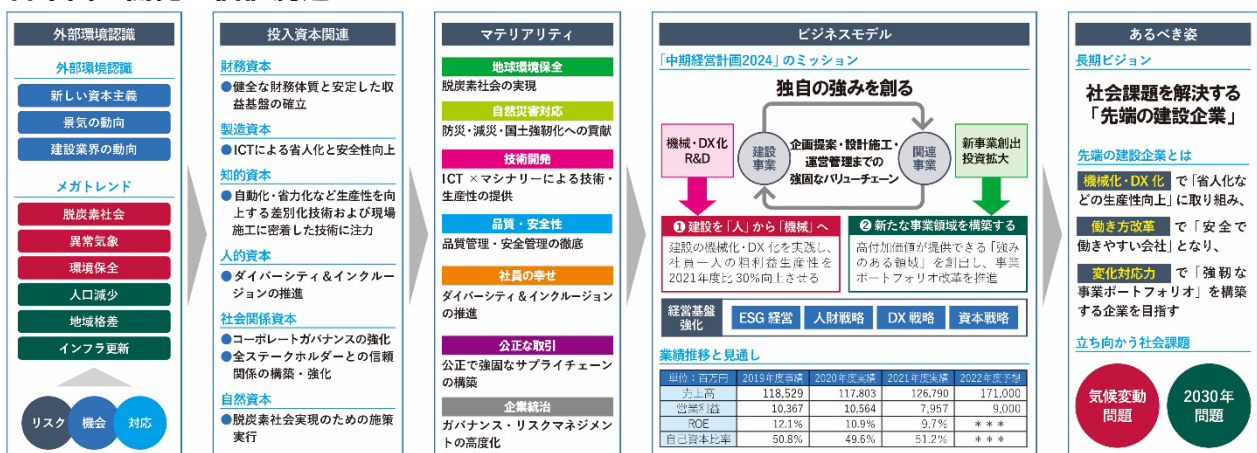 外部環境認識
外部環境認識
新しい資本主義
景気の動向
建設業界の動向
メガトレンド
脱炭素社会
異常気象
環境保全
人口減少
地域格差
インフラ更新
リスク
機会
対応
投入資本関連
財務資本
●健全な財務体質と安定した収
益基盤の確立
製造資本
●ICTによる省人化と安全性向上
知的資本
●自動化・省力化など生産性を向
上する差別化技術および現場
施工に密着した技術に注力
人的資本
●ダイバーシティ&インクルー
ジョンの推進
社会関係資本
●コーポレートガバナンスの強化
●全ステークホルダーとの信頼
関係の構築・強化
自然資本
●脱炭素社会実現のための施策
実行
マテリアリティ
地球環境保全
脱炭素社会の実現
自然災害対応
防災・減災・国土強靭化への貢献
技術開発
ICT×マシナリーによる技術・
生産性の提供
品質・安全性
品質管理・安全管理の徹底
社員の幸せ
ダイバーシティ&インクルージョン
の推進
公正な取引
公正で強固なサプライチェーン
の構築
企業統治
ガバナンス・リスクマネジメン
トの高度化
ビジネスモデル
「中期経営計画2024」のミッション
独自の強みを創る
機械・DX化
R&D
建設
事業
企画提案・設計施工・
運営管理までの
強固なバリューチェーン
関連
事業
新事業創出
投資拡大
❶建設を「人」から「機械」へ
建設の機械化・DX化を実践し、
社員一人の粗利益生産性を
2021年度比30%向上させる
❷新たな事業領域を構築する
高付加価値が提供できる「強み
のある領域」を創出し、事業
ポートフォリオ改革を推進
経営基盤
強化
ESG経営
人財戦略
DX戦略
資本戦略
業績推移と見通し
単位:百万円 2019年度実績 2020年度実績 2021年度実績 2022年度予想
売上高 118,529 117,803 126,790 171,000
営業利益 10,367 10,564 7,957 9,000
ROE 12.1% 10.9% 9.7% ***
自己資本比率 50.8% 49.6% 51.2% ***
あるべき姿
長期ビジョン
社会課題を解決する
「先端の建設企業」
先端の建設企業とは
機械化・DX化 で「省人化な
どの生産性向上」に取り組み、
働き方改革 で「安全で
働きやすい会社」となり、
変化対応力 で「強靭な
事業ポートフォリオ」を構築
する企業を目指す
立ち向かう社会課題
気候変動
問題
2030年
問題